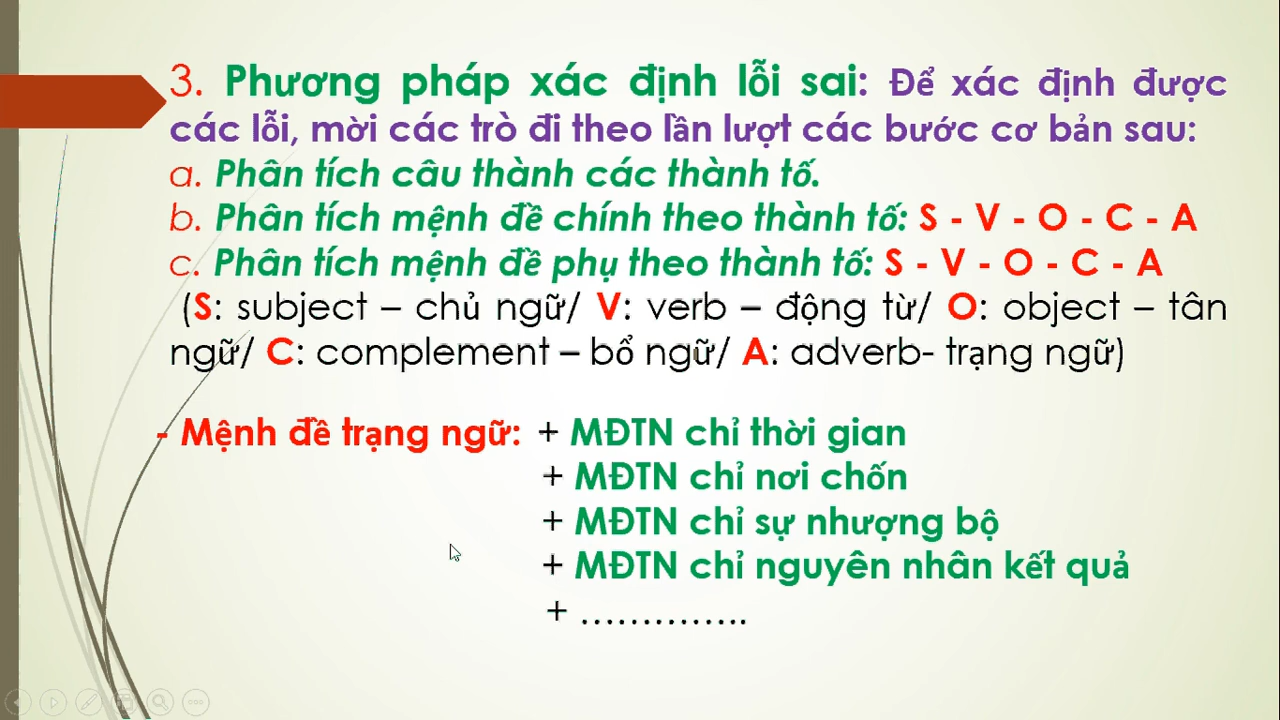 3. Phương pháp xác định lỗi sai: Để xác định được
các lỗi, mời các trò đi theo lần lượt các bước cơ bản sau:
a. Phân tích câu thành các thành tố.
b. Phân tích mệnh đề chính theo thành tố: S - V - O - C - A
c. Phân tích mệnh đề phụ theo thành tố: S - V - O - C - A
(S: subject – chủ ngữ/ V: verb – động từ/ O: object – tân
ngữ/ C: complement – bổ ngữ/ A: adverb- trạng ngữ)
- Mệnh đề trạng ngữ: + MĐTN chỉ thời gian
+ MĐTN chỉ nơi chốn
+ MĐTN chỉ sự nhượng bộ
+ MĐTN chỉ nguyên nhân kết quả
+ …………..